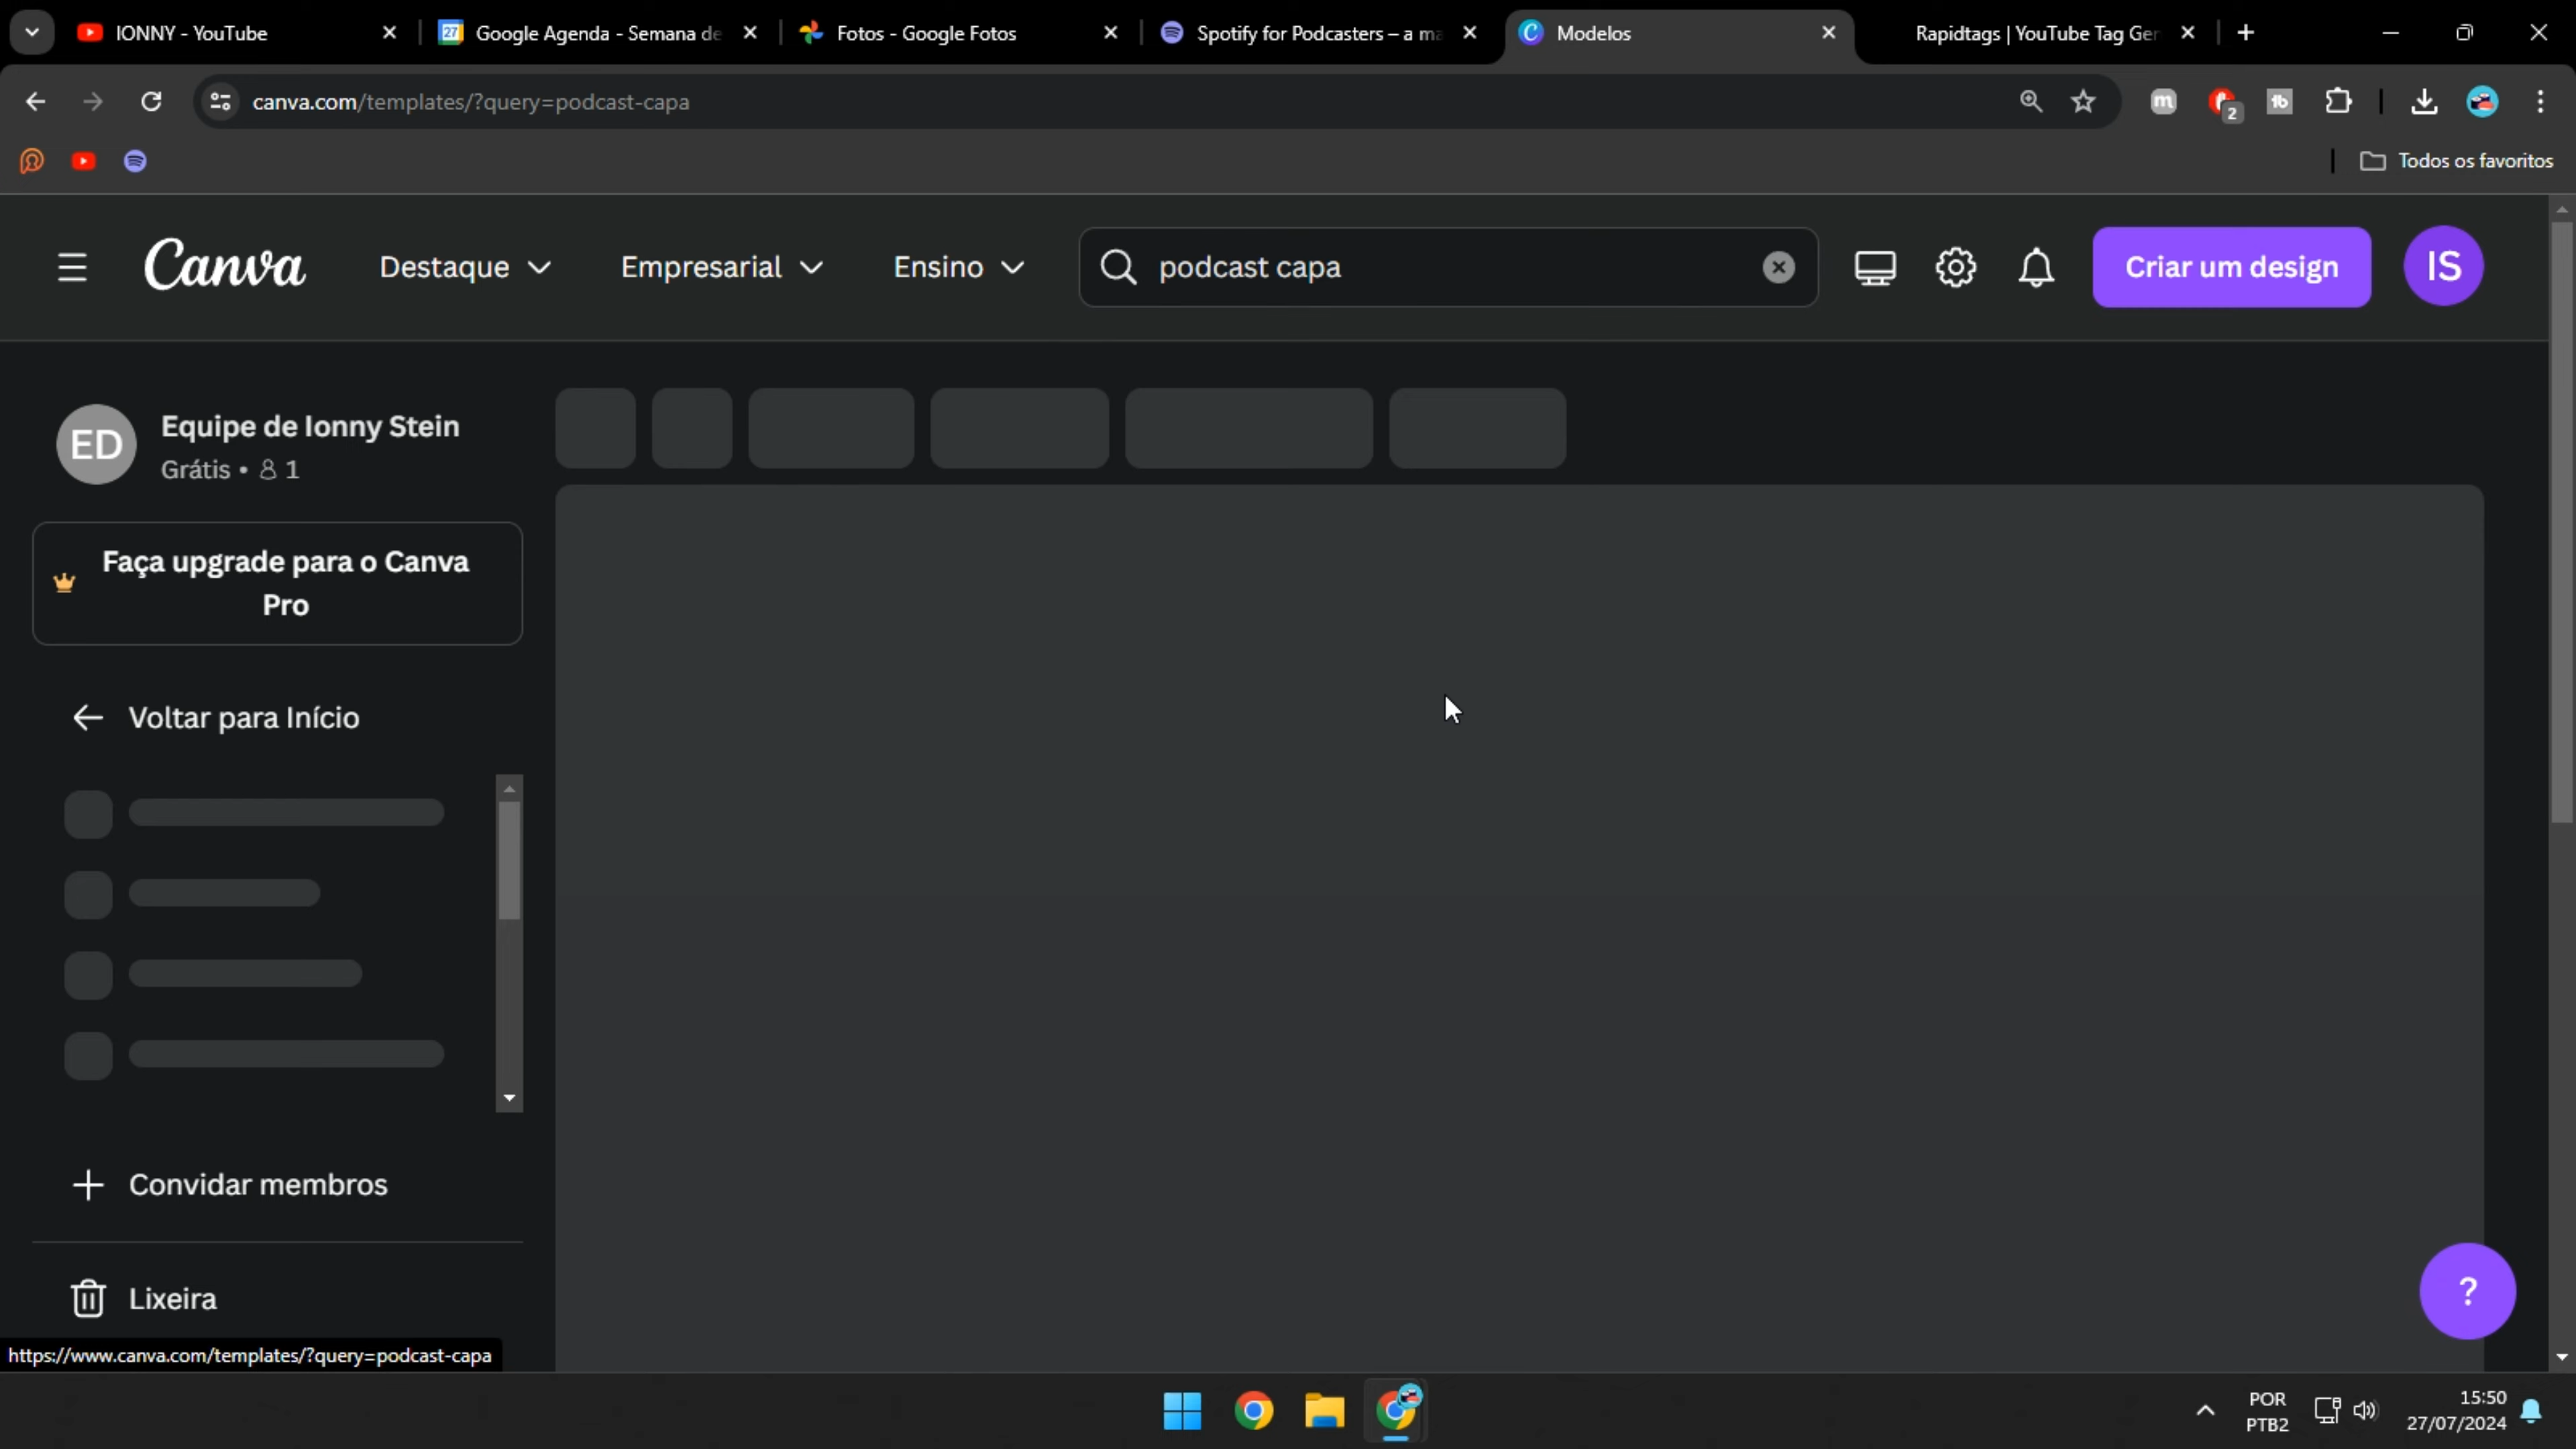 IONNY - YouTube
27
Google Agenda - Semana de
Fotos - Google Fotos
Spotify for Podcasters – a ma
Modelos
Rapidtags | YouTube Tag Ger
canva.com/templates/?query=podcast-capa
2
Todos os favoritos
Canva
Destaque
Empresarial
Ensino
podcast capa
Criar um design
IS
ED
Equipe de Ionny Stein
Grátis • 1
Faça upgrade para o Canva
Pro
Voltar para Início
Convidar membros
Lixeira
?
https://www.canva.com/templates/?query=podcast-capa
POR
PTB2
15:50
27/07/2024